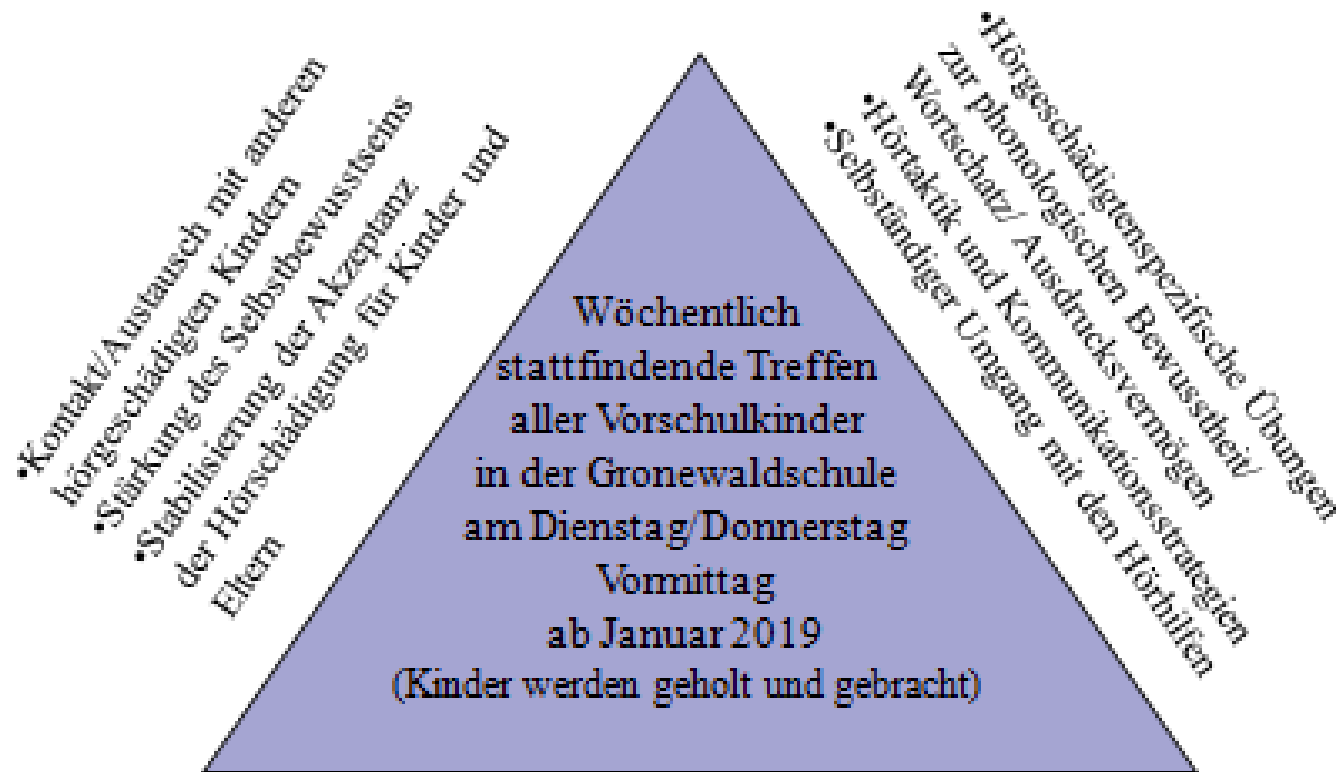 •Kontakt/Austausch mit anderen
hörgeschädigten Kindern
•Stärkung des Selbstbewusstseins
•Stabilisierung der Akzeptanz
der Hörschädigung für Kinder und
Eltern
Wöchentlich
stattfindende Treffen
aller Vorschulkinder
in der Gronewaldschule
am Dienstag/Donnerstag
Vormittag
ab Januar 2019
(Kinder werden geholt und gebracht)
•Hörgeschädigtenspezifische Übungen
zur phonologischen Bewusstheit/
Wortschatz/ Ausdrucksvermögen
•Hörtaktik und Kommunikationsstrategien
•Selbständiger Umgang mit den Hörhilfen